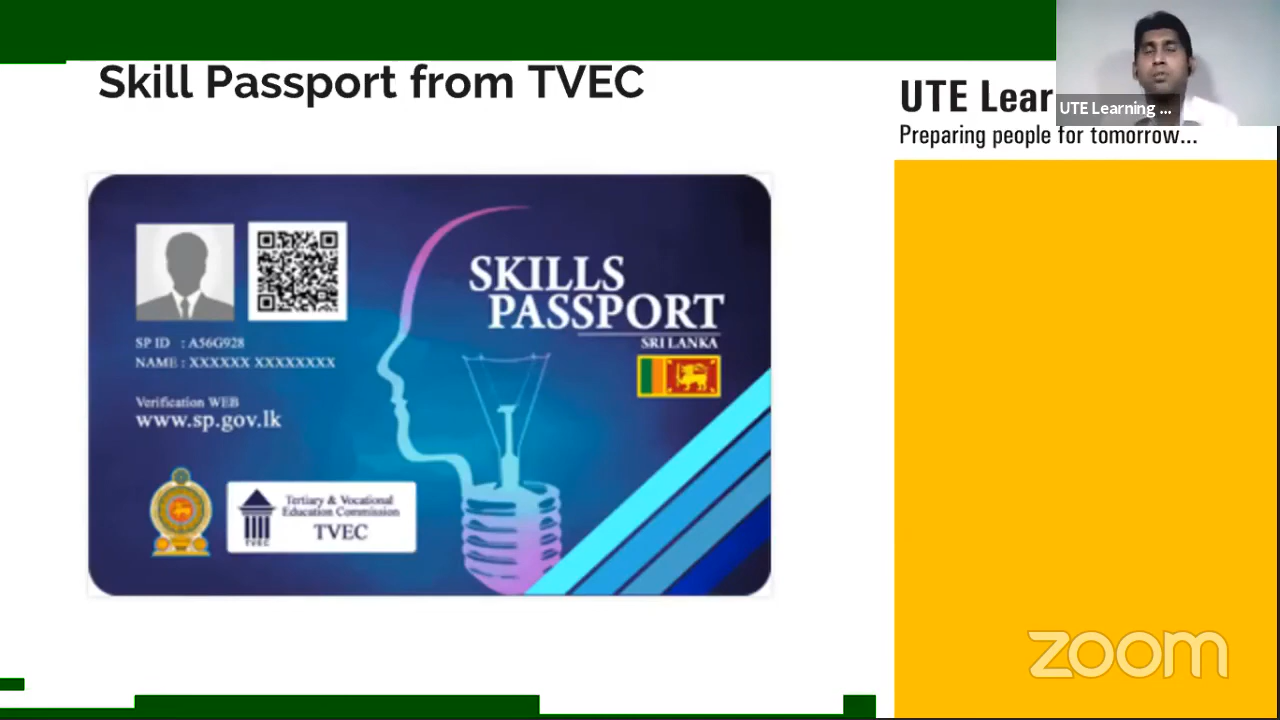 Skill Passport from TVEC
UTE Lear
UTE Learning ...
Preparing people for tomorrow...
SKILLS
PASSPORT
SRI LANKA
SP ID : A56G928
NAME : XXXXXX XXXXXXXX
Verification WEB
www.sp.gov.lk
Tertiary & Vocational
Education Commission
TVEC
TVEC
zoom